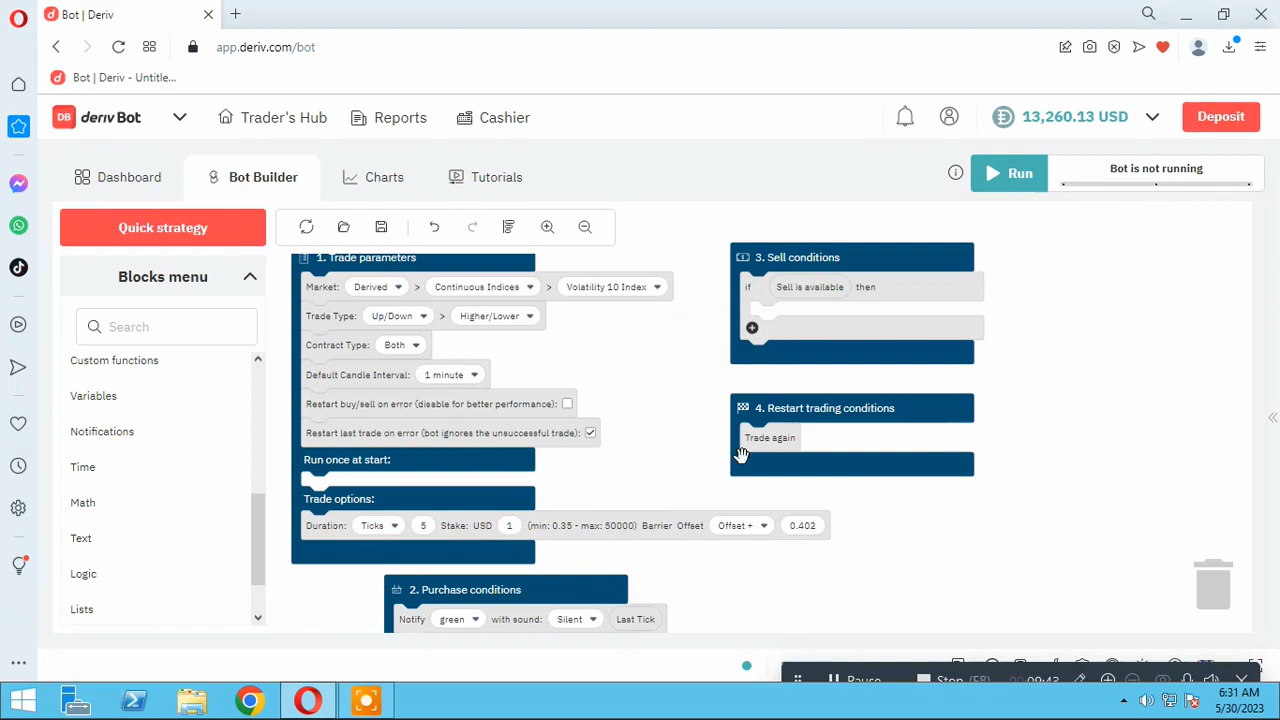 Bot | Deriv
app.deriv.com/bot
Bot | Deriv - Untitle...
DB deriv Bot
Trader's Hub
Reports
Cashier
13,260.13 USD
Deposit
Dashboard
Bot Builder
Charts
Tutorials
Run
Bot is not running
Quick strategy
Blocks menu
Search
Custom functions
Variables
Notifications
Time
Math
Text
Logic
Lists
1. Trade parameters
Market: Derived > Continuous Indices > Volatility 10 Index
Trade Type: Up/Down > Higher/Lower
Contract Type: Both
Default Candle Interval: 1 minute
Restart buy/sell on error (disable for better performance):
Restart last trade on error (bot ignores the unsuccessful trade):
Run once at start:
Trade options:
Duration: Ticks 5 Stake: USD 1 (min: 0.35 - max: 50000) Barrier Offset Offset + 0.402
2. Purchase conditions
Notify green with sound: Silent Last Tick
3. Sell conditions
if Sell is available then
4. Restart trading conditions
Trade again
Pause
Stop (F8)
00:09:43
6:31 AM
5/30/2023